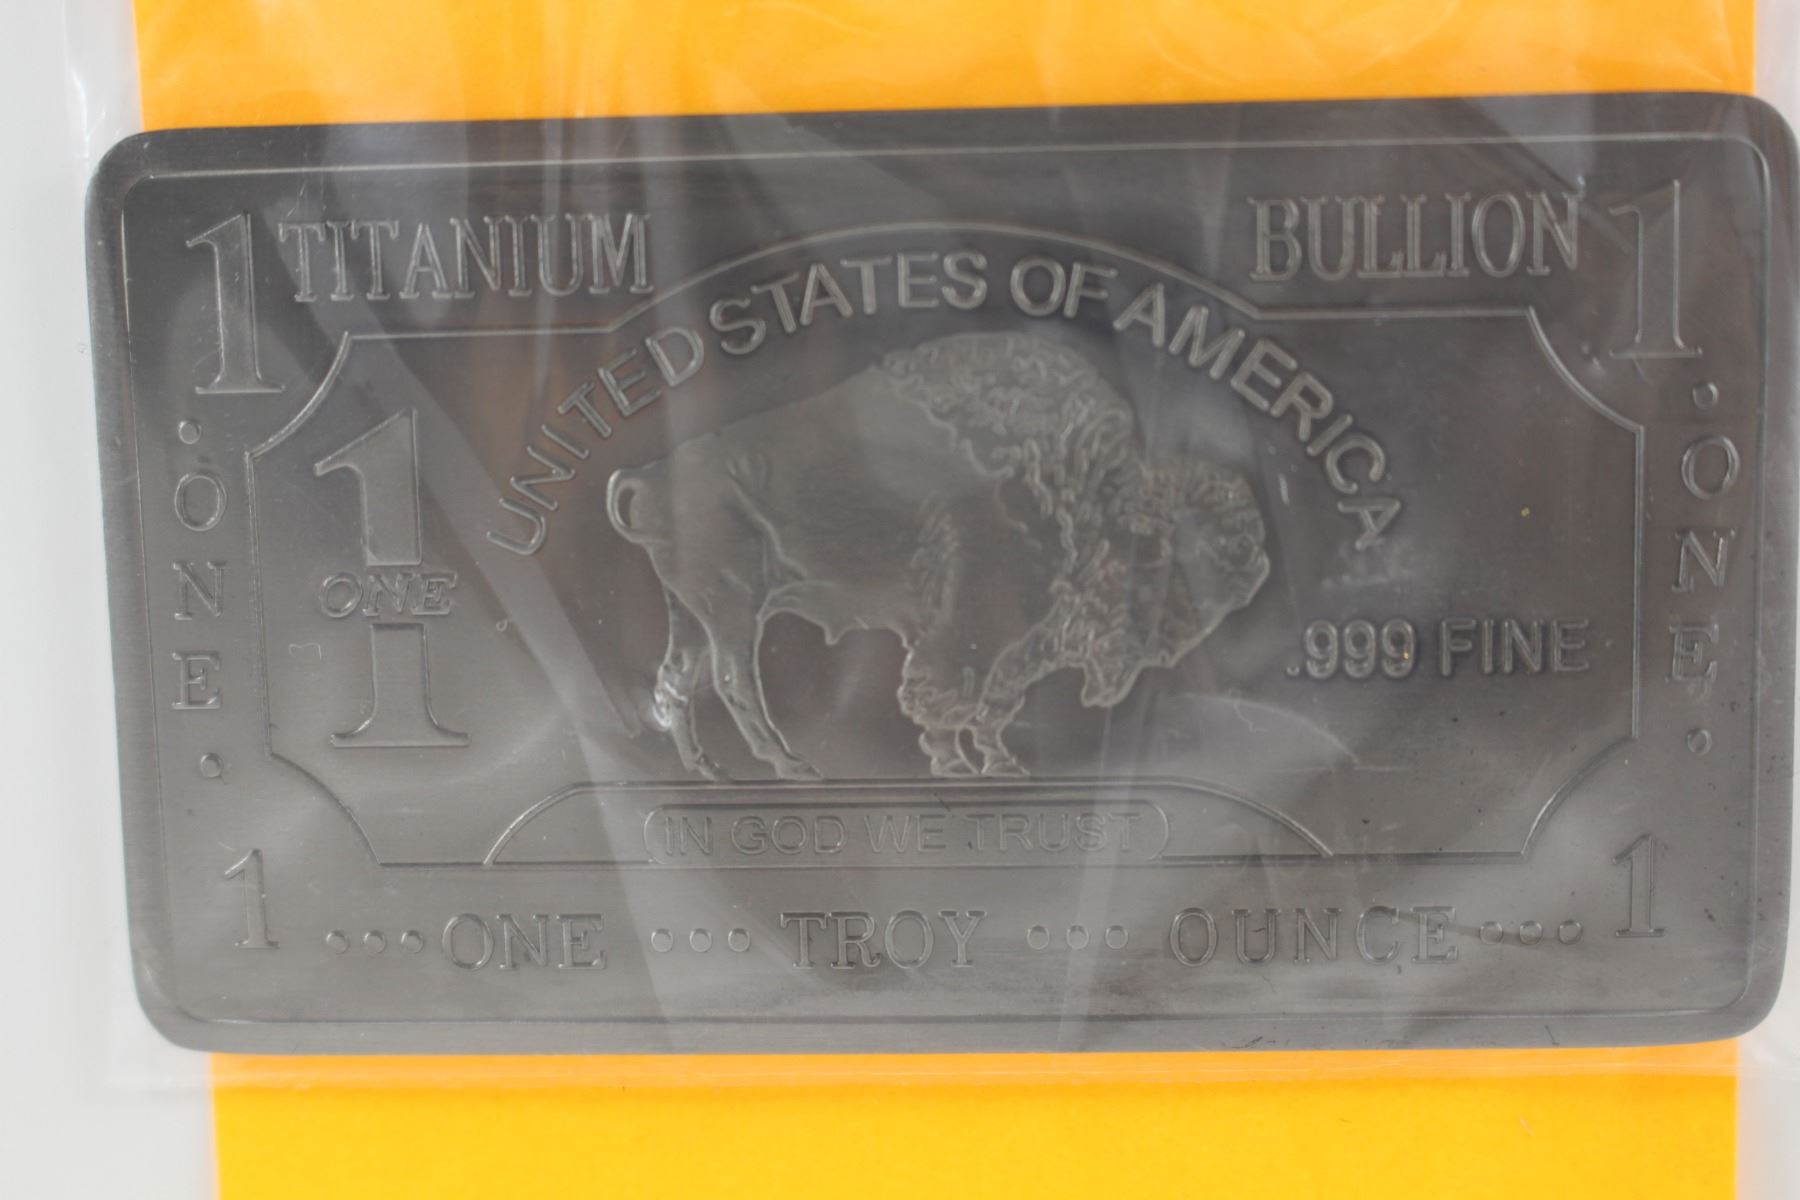 1 TITANIUM BULLION 1
UNITED STATES OF AMERICA
ONE
1
ONE
1
.999 FINE
ONE
IN GOD WE TRUST
1 ...ONE ... TROY ... OUNCE... 1